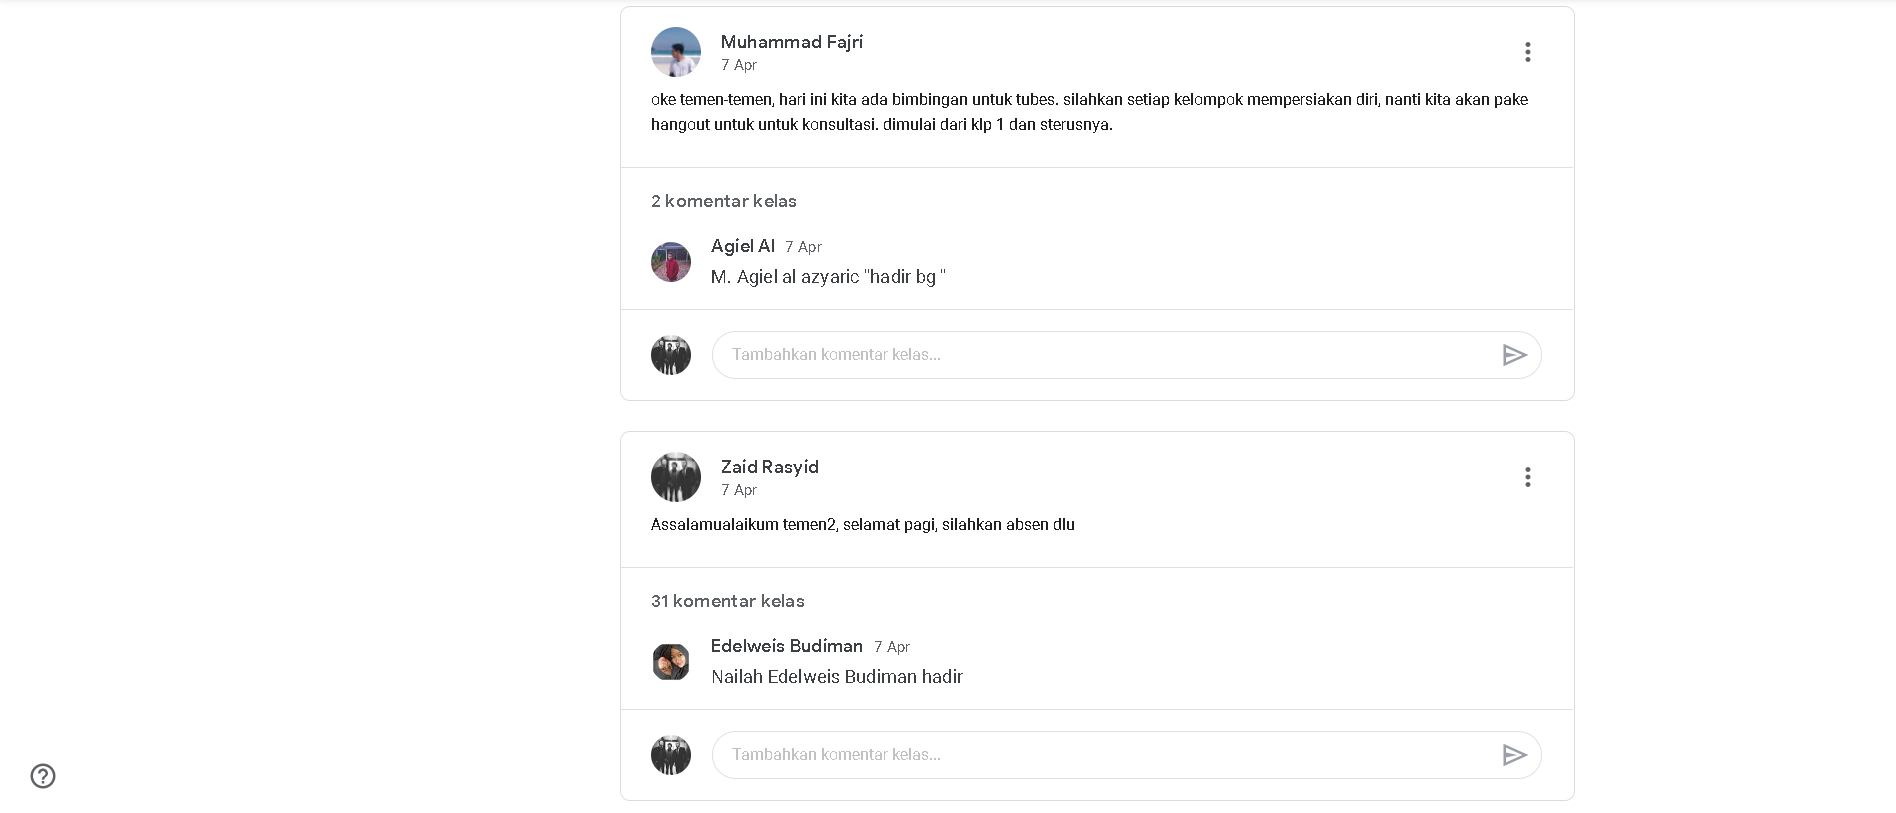 Muhammad Fajri
7 Apr
oke temen-temen, hari ini kita ada bimbingan untuk tubes. silahkan setiap kelompok mempersiakan diri, nanti kita akan pake
hangout untuk untuk konsultasi. dimulai dari klp 1 dan sterusnya.
2 komentar kelas
Agiel Al 7 Apr
M. Agiel al azyaric "hadir bg "
Tambahkan komentar kelas...
Zaid Rasyid
7 Apr
Assalamualaikum temen2, selamat pagi, silahkan absen dlu
31 komentar kelas
Edelweis Budiman 7 Apr
Nailah Edelweis Budiman hadir
Tambahkan komentar kelas...